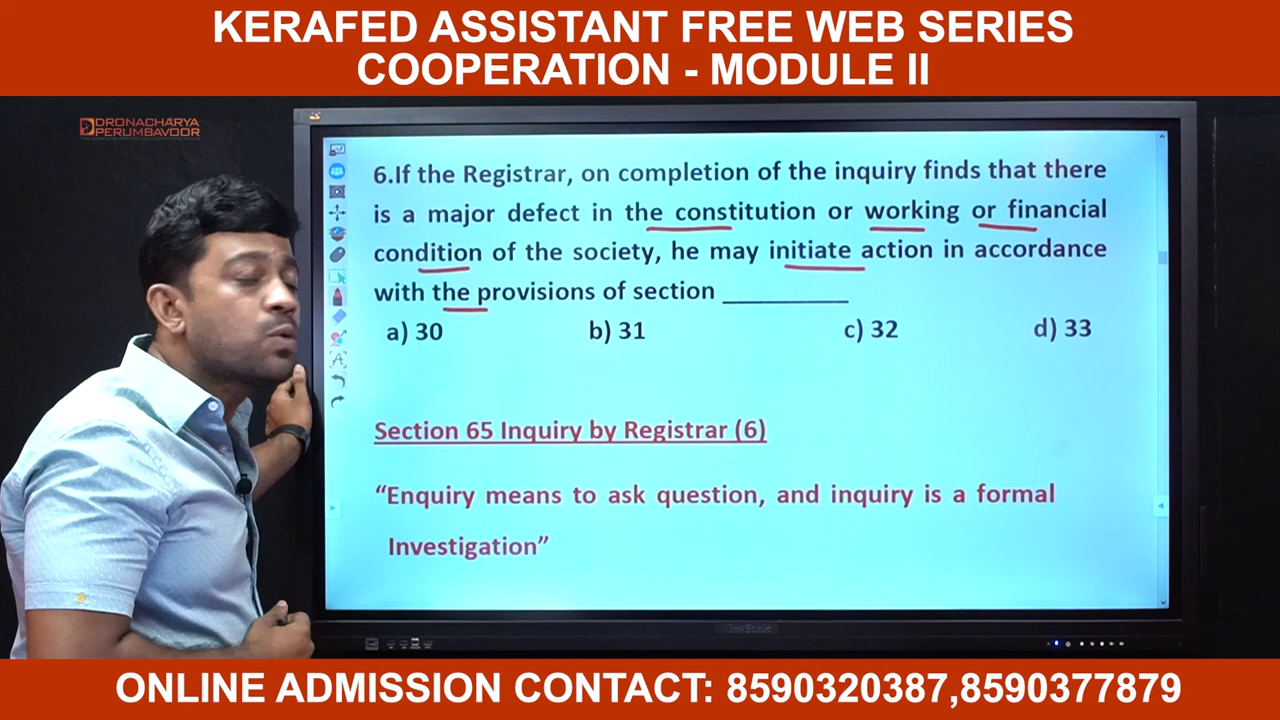 KERAFED ASSISTANT FREE WEB SERIES
COOPERATION - MODULE II
DRONACHARYA
PERUMBAVOOR
6.If the Registrar, on completion of the inquiry finds that there
is a major defect in the constitution or working or financial
condition of the society, he may initiate action in accordance
with the provisions of section __________
a) 30 b) 31 c) 32 d) 33
Section 65 Inquiry by Registrar (6)
“Enquiry means to ask question, and inquiry is a formal
Investigation”
ViewSonic
ONLINE ADMISSION CONTACT: 8590320387,8590377879